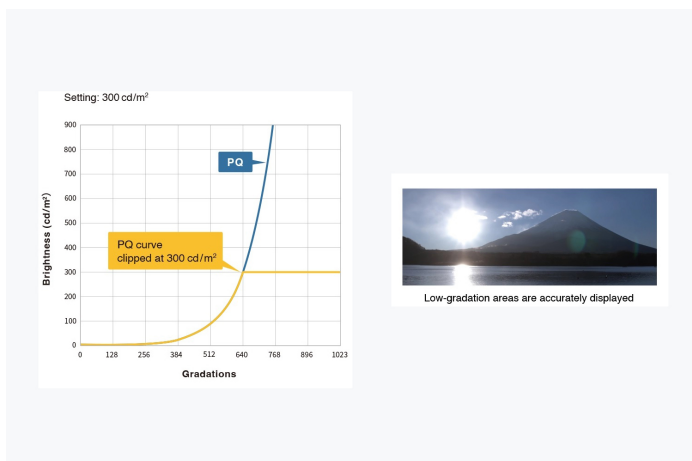 Setting: 300 cd/m²
900
800
700
600
500
400
300
200
100
0
Brightness (cd/m²)
PQ
PQ curve
clipped at 300 cd/m²
0 128 256 384 512 640 768 896 1023
Gradations
Low-gradation areas are accurately displayed